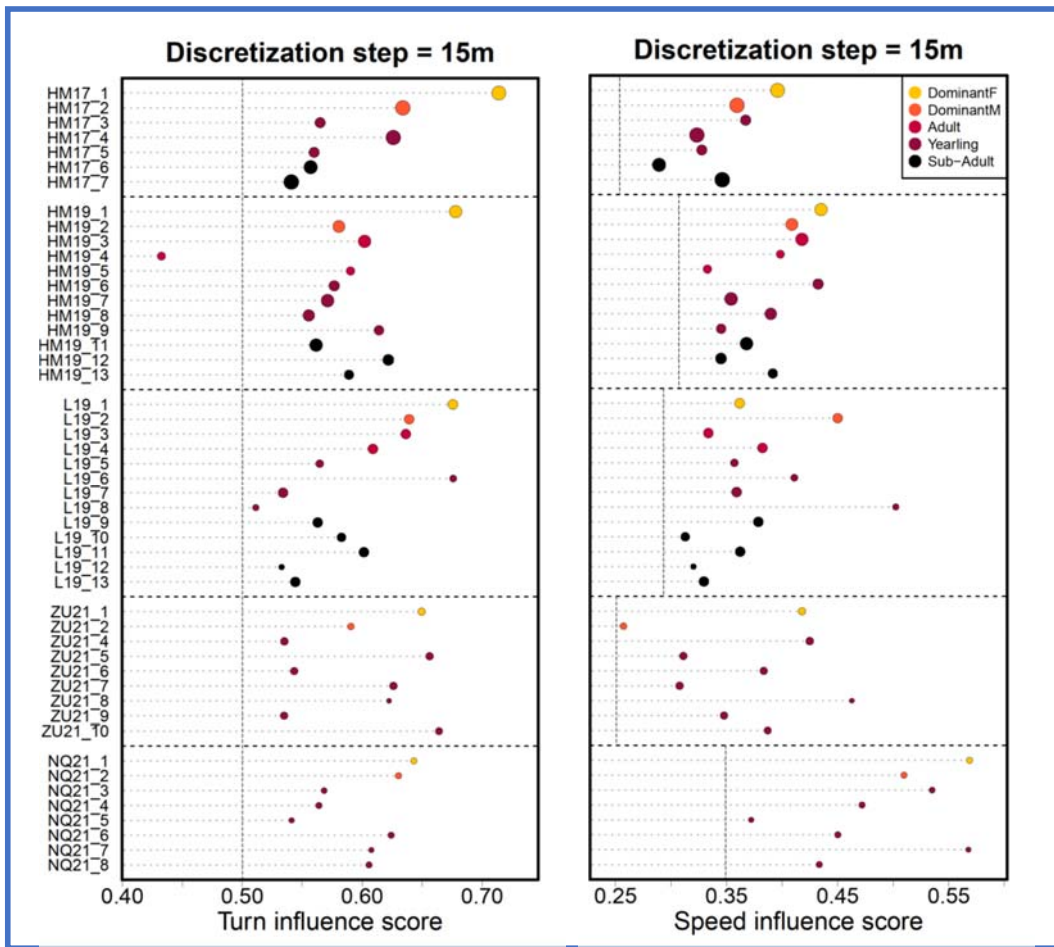 Discretization step = 15m
Discretization step = 15m
HM17_1
HM17_2
HM17_3
HM17_4
HM17_5
HM17_6
HM17_7
HM19_1
HM19_2
HM19_3
HM19_4
HM19_5
HM19_6
HM19_7
HM19_8
HM19_9
HM19_11
HM19_12
HM19_13
L19_1
L19_2
L19_3
L19_4
L19_5
L19_6
L19_7
L19_8
L19_9
L19_10
L19_11
L19_12
L19_13
ZU21_1
ZU21_2
ZU21_4
ZU21_5
ZU21_6
ZU21_7
ZU21_8
ZU21_9
ZU21_10
NQ21_1
NQ21_2
NQ21_3
NQ21_4
NQ21_5
NQ21_6
NQ21_7
NQ21_8
DominantF
DominantM
Adult
Yearling
Sub-Adult
0.40 0.50 0.60 0.70
Turn influence score
0.25 0.35 0.45 0.55
Speed influence score